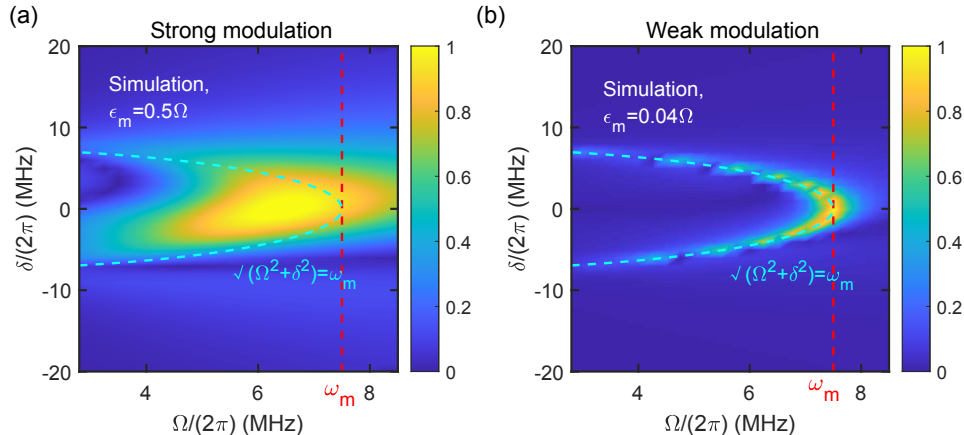 (a)
Strong modulation
20
10
0
-10
-20
δ/(2π) (MHz)
Simulation,
ϵm=0.5Ω
√(Ω²+δ²)=ωm
4
6
8
ωm
Ω/(2π) (MHz)
1
0.8
0.6
0.4
0.2
0
(b)
Weak modulation
20
10
0
-10
-20
δ/(2π) (MHz)
Simulation,
ϵm=0.04Ω
√(Ω²+δ²)=ωm
4
6
8
ωm
Ω/(2π) (MHz)
1
0.8
0.6
0.4
0.2
0